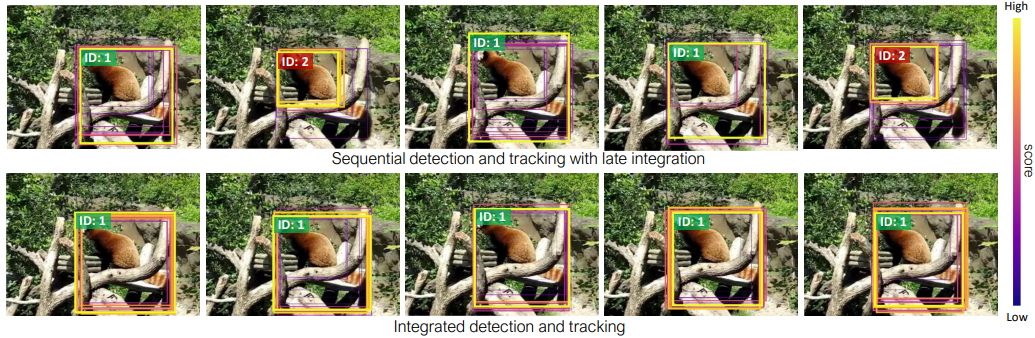 High
ID: 1
ID: 2
ID: 1
ID: 1
ID: 2
Sequential detection and tracking with late integration
score
ID: 1
ID: 1
ID: 1
ID: 1
ID: 1
Low
Integrated detection and tracking